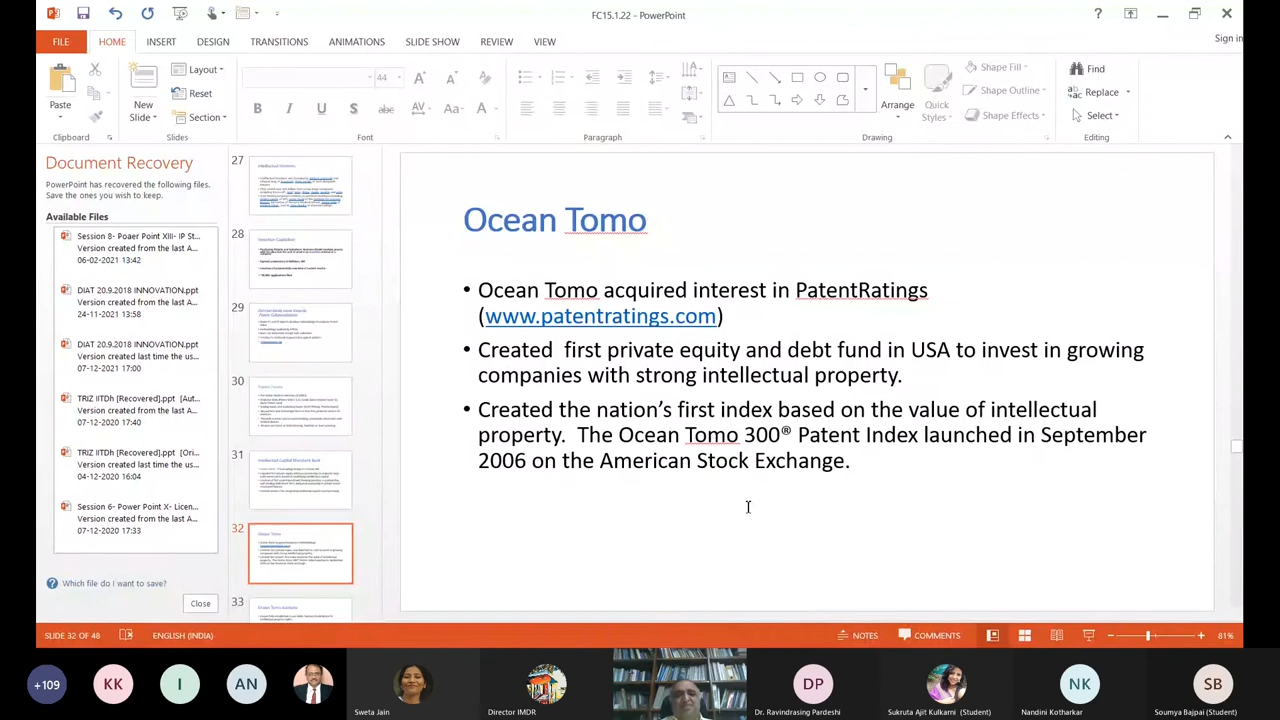 FC15.1.22 - PowerPoint
?
FILE
HOME
INSERT
DESIGN
TRANSITIONS
ANIMATIONS
SLIDE SHOW
REVIEW
VIEW
Sign in
Paste
New
Slide
Layout
Reset
Section
44
Arrange
Quick
Styles
Shape Fill
Shape Outline
Shape Effects
Find
Replace
Select
Clipboard
Slides
Font
Paragraph
Drawing
Editing
Document Recovery
PowerPoint has recovered the following files.
Save the ones you wish to keep.
Available Files
Session 8- Poaer Point XIII- IP St...
Version created from the last A...
06-02-2021 13:42
DIAT 20.9.2018 INNOVATION.ppt
Version created from the last A...
24-11-2021 13:58
DIAT 20.9.2018 INNOVATION.ppt
Version created last time the us...
07-12-2021 17:00
TRIZ IITDh [Recovered].ppt [Aut...
Version created from the last A...
07-12-2020 17:40
TRIZ IITDh [Recovered].ppt [Ori...
Version created from the last A...
04-12-2020 16:04
Session 6- Power Point X- Licen...
Version created from the last A...
07-12-2020 17:33
? Which file do I want to save?
Close
27
28
29
30
31
32
33
Ocean Tomo
• Ocean Tomo acquired interest in PatentRatings
(www.patentratings.com)
• Created first private equity and debt fund in USA to invest in growing
companies with strong intellectual property.
• Created the nation's first index based on the value of intellectual
property. The Ocean Tomo 300® Patent Index launched in September
2006 on the American Stock Exchange.
SLIDE 32 OF 48
ENGLISH (INDIA)
NOTES
COMMENTS
81%
+109
KK
I
AN
Sweta Jain
Director IMDR
DP
Dr. Ravindrasing Pardeshi
Sukruta Ajit Kulkarni (Student)
NK
Nandini Kotharkar
SB
Soumya Bajpai (Student)